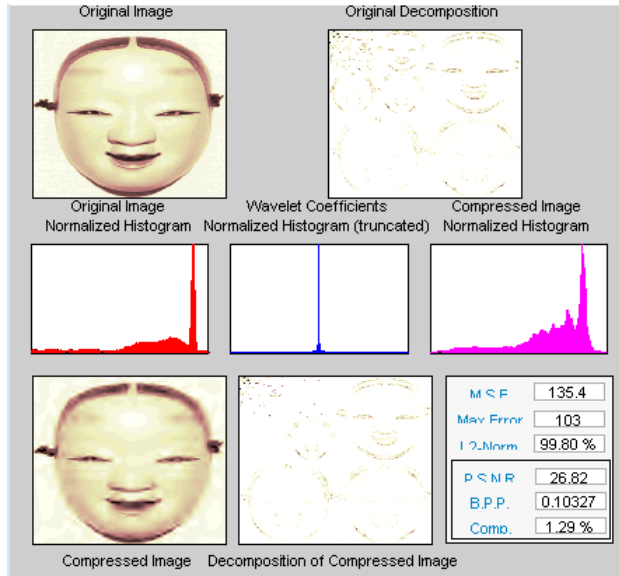 Original Image
Original Decomposition
Original Image
Normalized Histogram
Wavelet Coefficients
Normalized Histogram (truncated)
Compressed Image
Normalized Histogram
M.S.E. 135.4
Max Error 103
L2-Norm 99.80 %
P.S.N.R. 26.82
B.P.P. 0.10327
Comp. 1.29 %
Compressed Image
Decomposition of Compressed Image